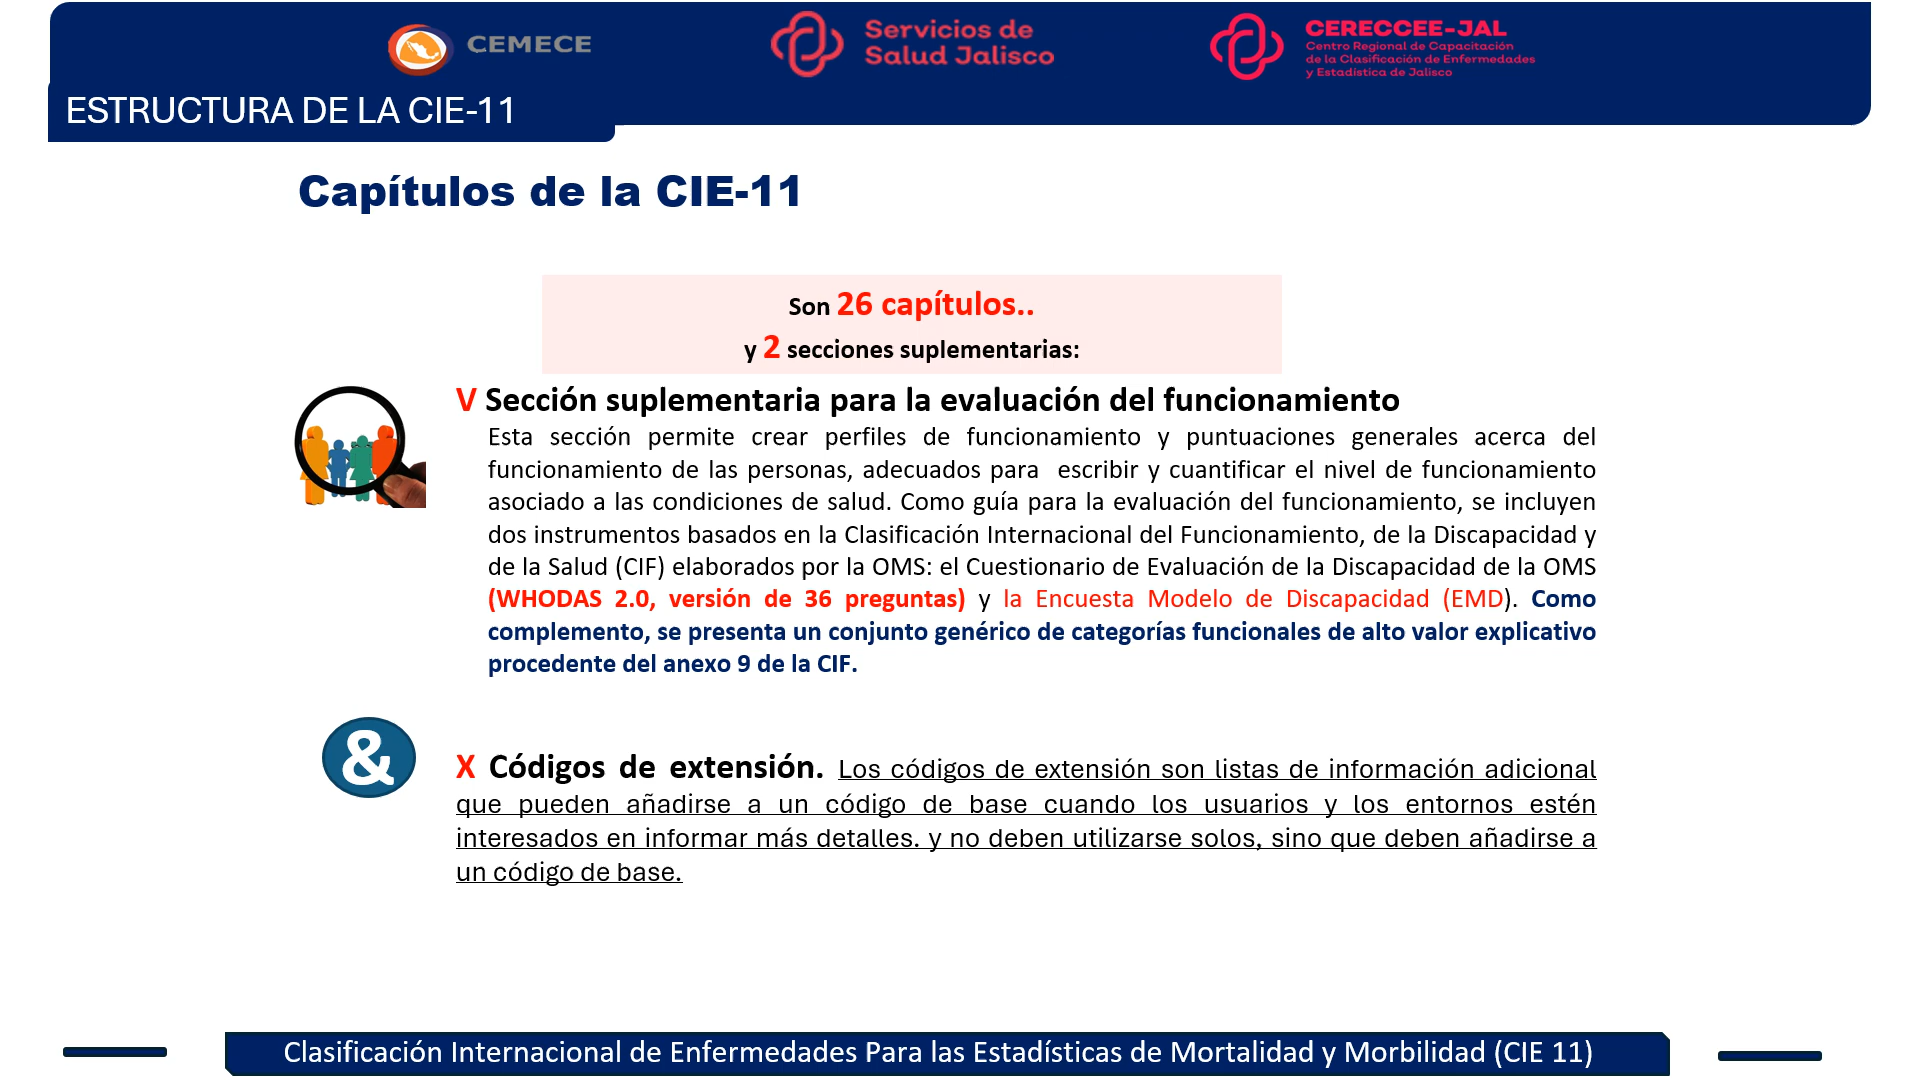 CEMECE
Servicios de
Salud Jalisco
CERECCEE-JAL
Centro Regional de Capacitación
de la Clasificación de Enfermedades
y Estadística de Jalisco
ESTRUCTURA DE LA CIE-11
Capítulos de la CIE-11
Son 26 capítulos..
y 2 secciones suplementarias:
V Sección suplementaria para la evaluación del funcionamiento
Esta sección permite crear perfiles de funcionamiento y puntuaciones generales acerca del
funcionamiento de las personas, adecuados para escribir y cuantificar el nivel de funcionamiento
asociado a las condiciones de salud. Como guía para la evaluación del funcionamiento, se incluyen
dos instrumentos basados en la Clasificación Internacional del Funcionamiento, de la Discapacidad y
de la Salud (CIF) elaborados por la OMS: el Cuestionario de Evaluación de la Discapacidad de la OMS
(WHODAS 2.0, versión de 36 preguntas) y la Encuesta Modelo de Discapacidad (EMD). Como
complemento, se presenta un conjunto genérico de categorías funcionales de alto valor explicativo
procedente del anexo 9 de la CIF.
&
X Códigos de extensión. Los códigos de extensión son listas de información adicional
que pueden añadirse a un código de base cuando los usuarios y los entornos estén
interesados en informar más detalles. y no deben utilizarse solos, sino que deben añadirse a
un código de base.
Clasificación Internacional de Enfermedades Para las Estadísticas de Mortalidad y Morbilidad (CIE 11)